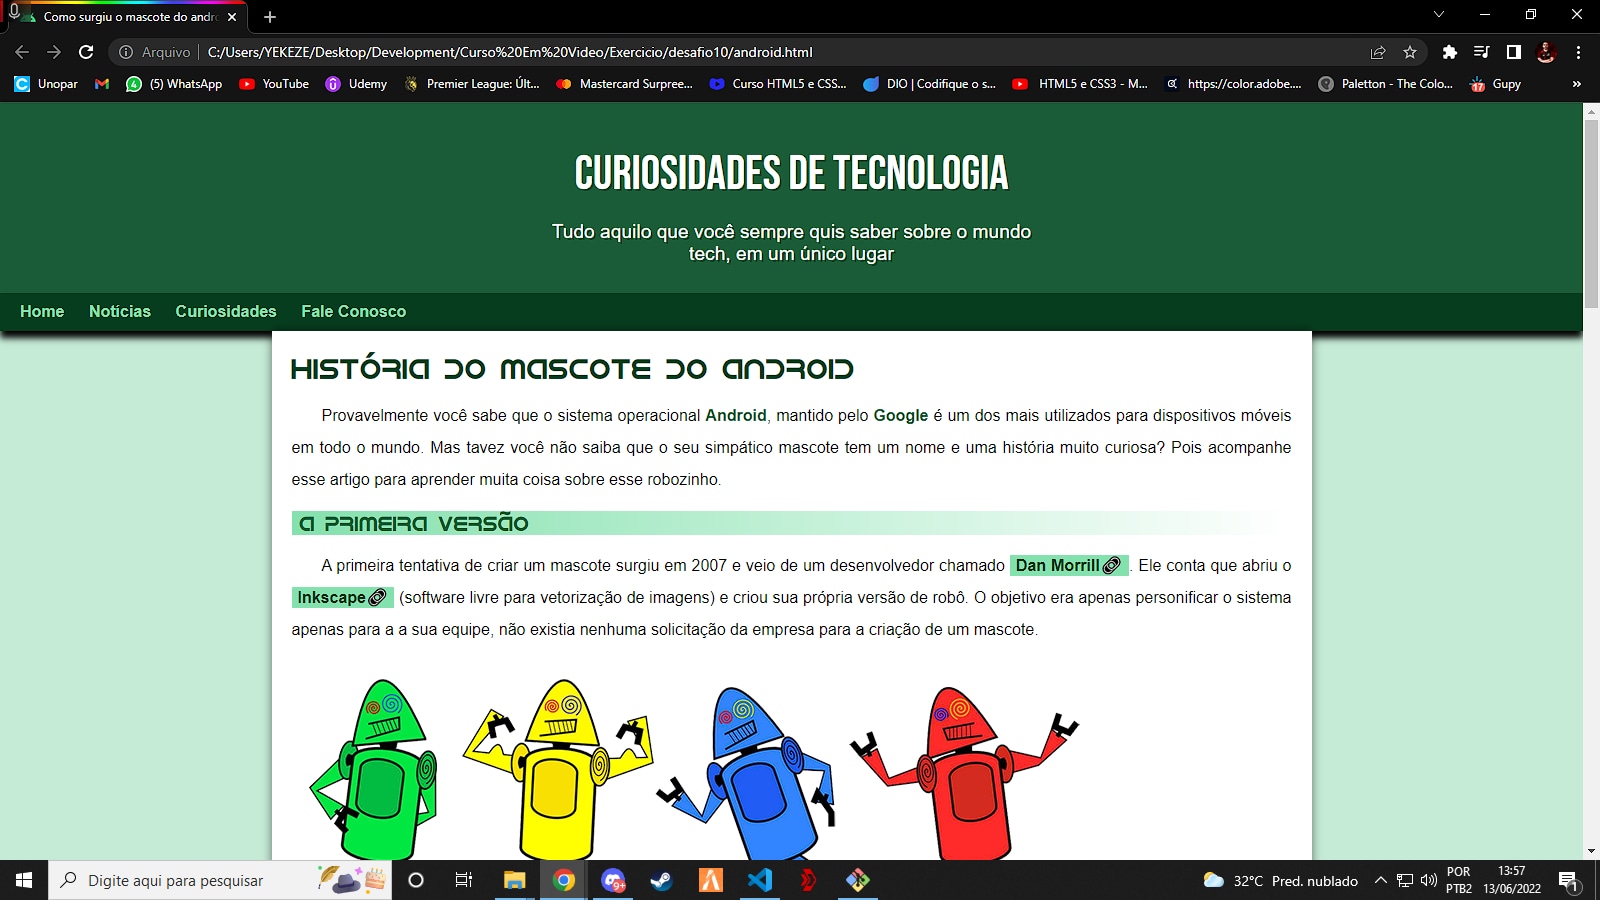 Como surgiu o mascote do andr
Arquivo
C:/Users/YEKEZE/Desktop/Development/Curso%20Em%20Video/Exercicio/desafio10/android.html
Unopar
(5) WhatsApp
YouTube
Udemy
Premier League: Últ...
Mastercard Surpree...
Curso HTML5 e CSS...
DIO | Codifique o s...
HTML5 e CSS3 - M...
https://color.adobe....
Paletton - The Colo...
17
Gupy
»
CURIOSIDADES DE TECNOLOGIA
Tudo aquilo que você sempre quis saber sobre o mundo
tech, em um único lugar
Home Notícias Curiosidades Fale Conosco
HISTÓRIA DO MASCOTE DO ANDROID
Provavelmente você sabe que o sistema operacional Android, mantido pelo Google é um dos mais utilizados para dispositivos móveis
em todo o mundo. Mas tavez você não saiba que o seu simpático mascote tem um nome e uma história muito curiosa? Pois acompanhe
esse artigo para aprender muita coisa sobre esse robozinho.
A PRIMEIRA VERSÃO
A primeira tentativa de criar um mascote surgiu em 2007 e veio de um desenvolvedor chamado Dan Morrill. Ele conta que abriu o
Inkscape (software livre para vetorização de imagens) e criou sua própria versão de robô. O objetivo era apenas personificar o sistema
apenas para a a sua equipe, não existia nenhuma solicitação da empresa para a criação de um mascote.
Digite aqui para pesquisar
9+
32°C Pred. nublado
POR
PTB2
13:57
13/06/2022
1